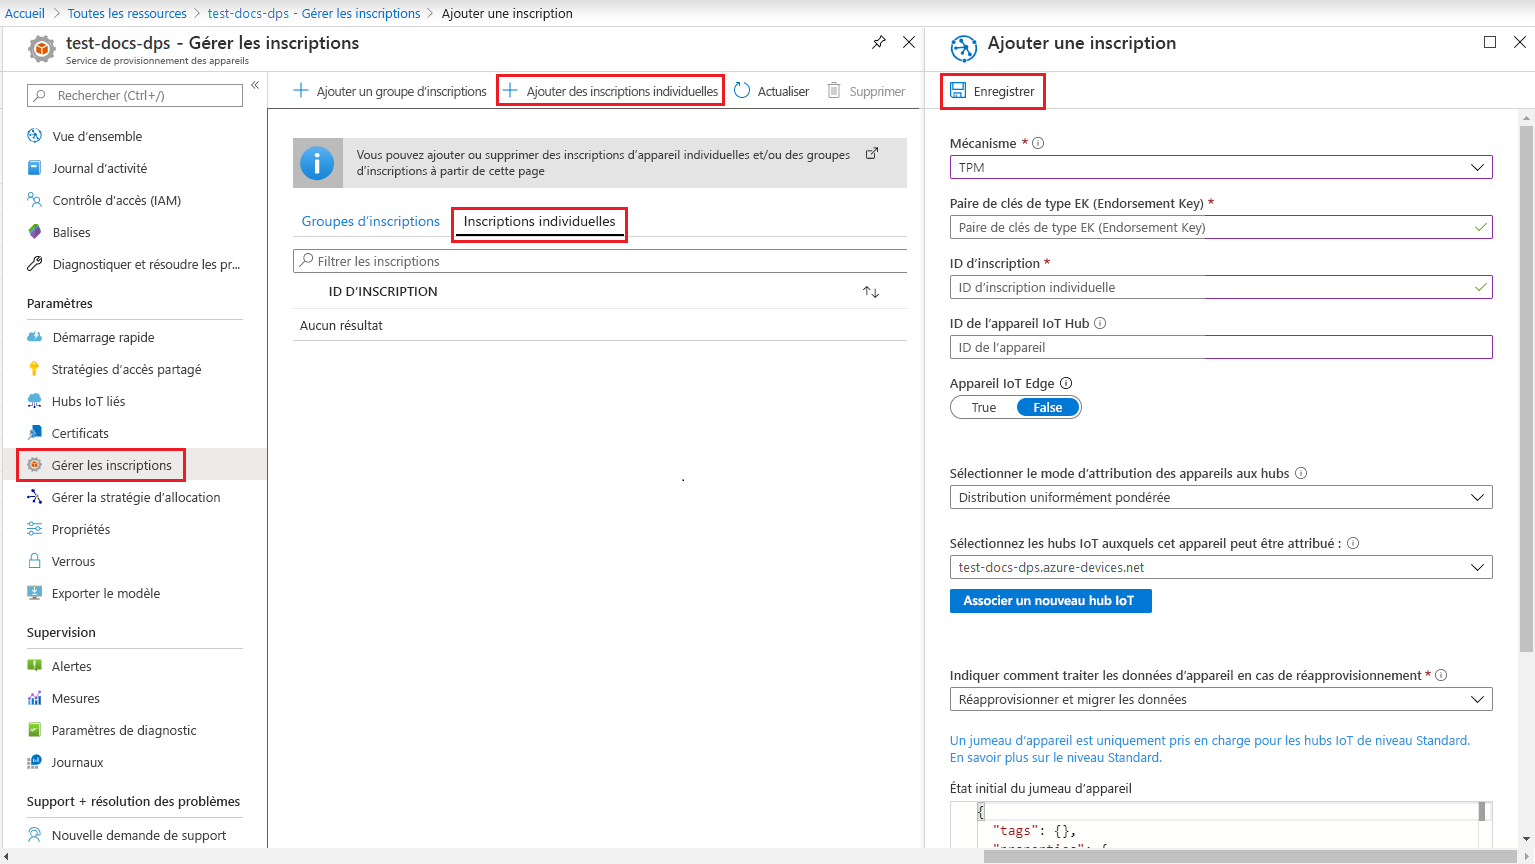 Accueil > Toutes les ressources > test-docs-dps - Gérer les inscriptions > Ajouter une inscription
test-docs-dps - Gérer les inscriptions
Service de provisionnement des appareils
Rechercher (Ctrl+/)
«
Vue d'ensemble
Journal d'activité
Contrôle d'accès (IAM)
Balises
Diagnostiquer et résoudre les pr...
Paramètres
Démarrage rapide
Stratégies d'accès partagé
Hubs IoT liés
Certificats
Gérer les inscriptions
Gérer la stratégie d'allocation
Propriétés
Verrous
Exporter le modèle
Supervision
Alertes
Mesures
Paramètres de diagnostic
Journaux
Support + résolution des problèmes
Nouvelle demande de support
Ajouter un groupe d'inscriptions
Ajouter des inscriptions individuelles
Actualiser
Supprimer
Vous pouvez ajouter ou supprimer des inscriptions d'appareil individuelles et/ou des groupes
d'inscriptions à partir de cette page
Groupes d'inscriptions
Inscriptions individuelles
Filtrer les inscriptions
ID D'INSCRIPTION
Aucun résultat
Ajouter une inscription
Enregistrer
Mécanisme *
TPM
Paire de clés de type EK (Endorsement Key) *
Paire de clés de type EK (Endorsement Key)
ID d'inscription *
ID d'inscription individuelle
ID de l'appareil IoT Hub
ID de l'appareil
Appareil IoT Edge
True False
Sélectionner le mode d'attribution des appareils aux hubs
Distribution uniformément pondérée
Sélectionnez les hubs IoT auxquels cet appareil peut être attribué :
test-docs-dps.azure-devices.net
Associer un nouveau hub IoT
Indiquer comment traiter les données d'appareil en cas de réapprovisionnement *
Réapprovisionner et migrer les données
Un jumeau d'appareil est uniquement pris en charge pour les hubs IoT de niveau Standard.
En savoir plus sur le niveau Standard.
État initial du jumeau d'appareil
{
"tags": {},